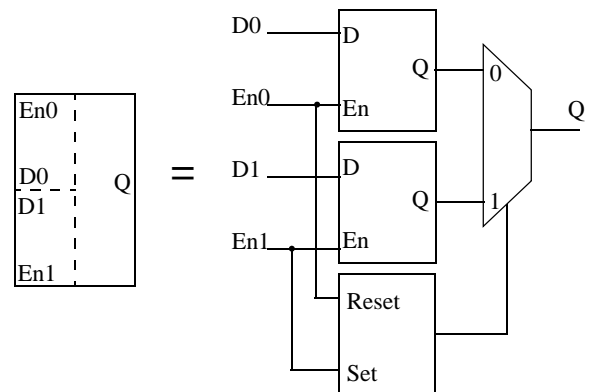 En0
D0
D1
En1
Q
=
D0
D
Q
En0
En
D1
D
Q
En1
En
Reset
Set
0
1
Q